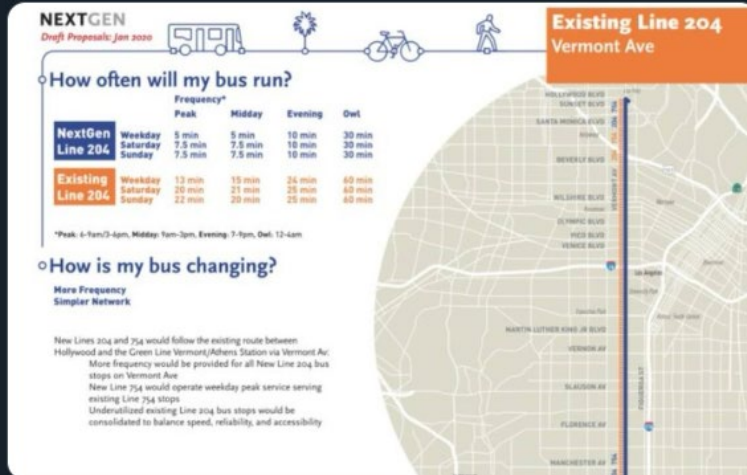 NEXTGEN
Draft Proposals: Jan 2020
Existing Line 204
Vermont Ave
How often will my bus run?
Frequency*
Peak Midday Evening Owl
NextGen Line 204
Weekday 5 min 5 min 10 min 30 min
Saturday 7.5 min 7.5 min 10 min 30 min
Sunday 7.5 min 7.5 min 10 min 30 min
Existing Line 204
Weekday 13 min 15 min 24 min 60 min
Saturday 20 min 21 min 25 min 60 min
Sunday 22 min 20 min 25 min 60 min
*Peak: 6-9am/3-6pm, Midday: 9am-3pm, Evening: 7-9pm, Owl: 12-4am
How is my bus changing?
More Frequency
Simpler Network
New Lines 204 and 754 would follow the existing route between
Hollywood and the Green Line Vermont/Athens Station via Vermont Av:
More frequency would be provided for all New Line 204 bus
stops on Vermont Ave
New Line 754 would operate weekday peak service serving
existing Line 754 stops
Underutilized existing Line 204 bus stops would be
consolidated to balance speed, reliability, and accessibility
HOLLYWOOD BLVD
SUNSET BLVD
SANTA MONICA BLVD
BEVERLY BLVD
VERMONT AV
WILSHIRE BLVD
OLYMPIC BLVD
PICO BLVD
VENICE BLVD
Los Angeles
MARTIN LUTHER KING JR BLVD
VERNON AV
SLAUSON AV
FIGUEROA ST
FLORENCE AV
MANCHESTER AV